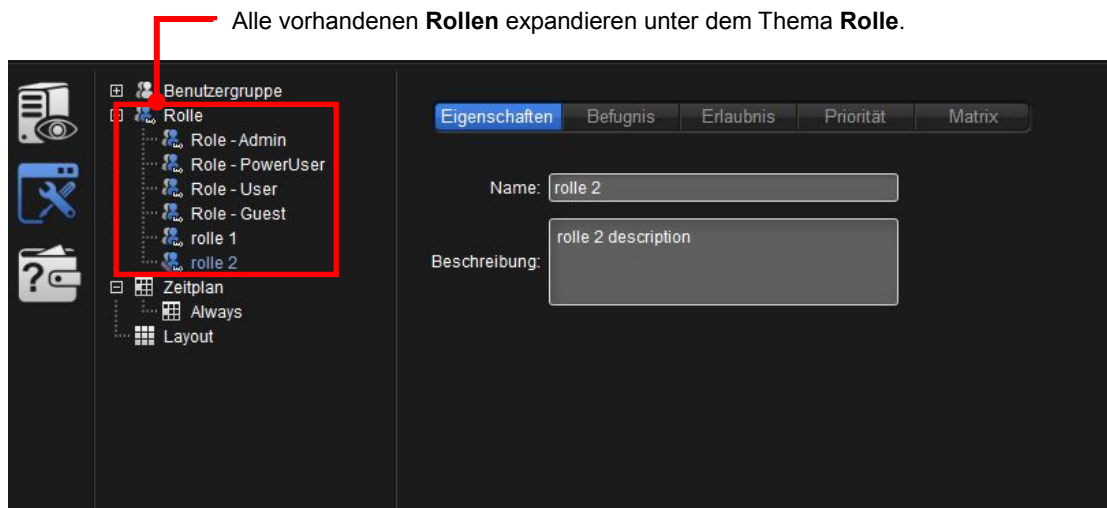 Alle vorhandenen Rollen expandieren unter dem Thema Rolle.
Benutzergruppe
Rolle
Role - Admin
Role - PowerUser
Role - User
Role - Guest
rolle 1
rolle 2
Zeitplan
Always
Layout
Eigenschaften Befugnis Erlaubnis Priorität Matrix
Name: rolle 2
Beschreibung: rolle 2 description